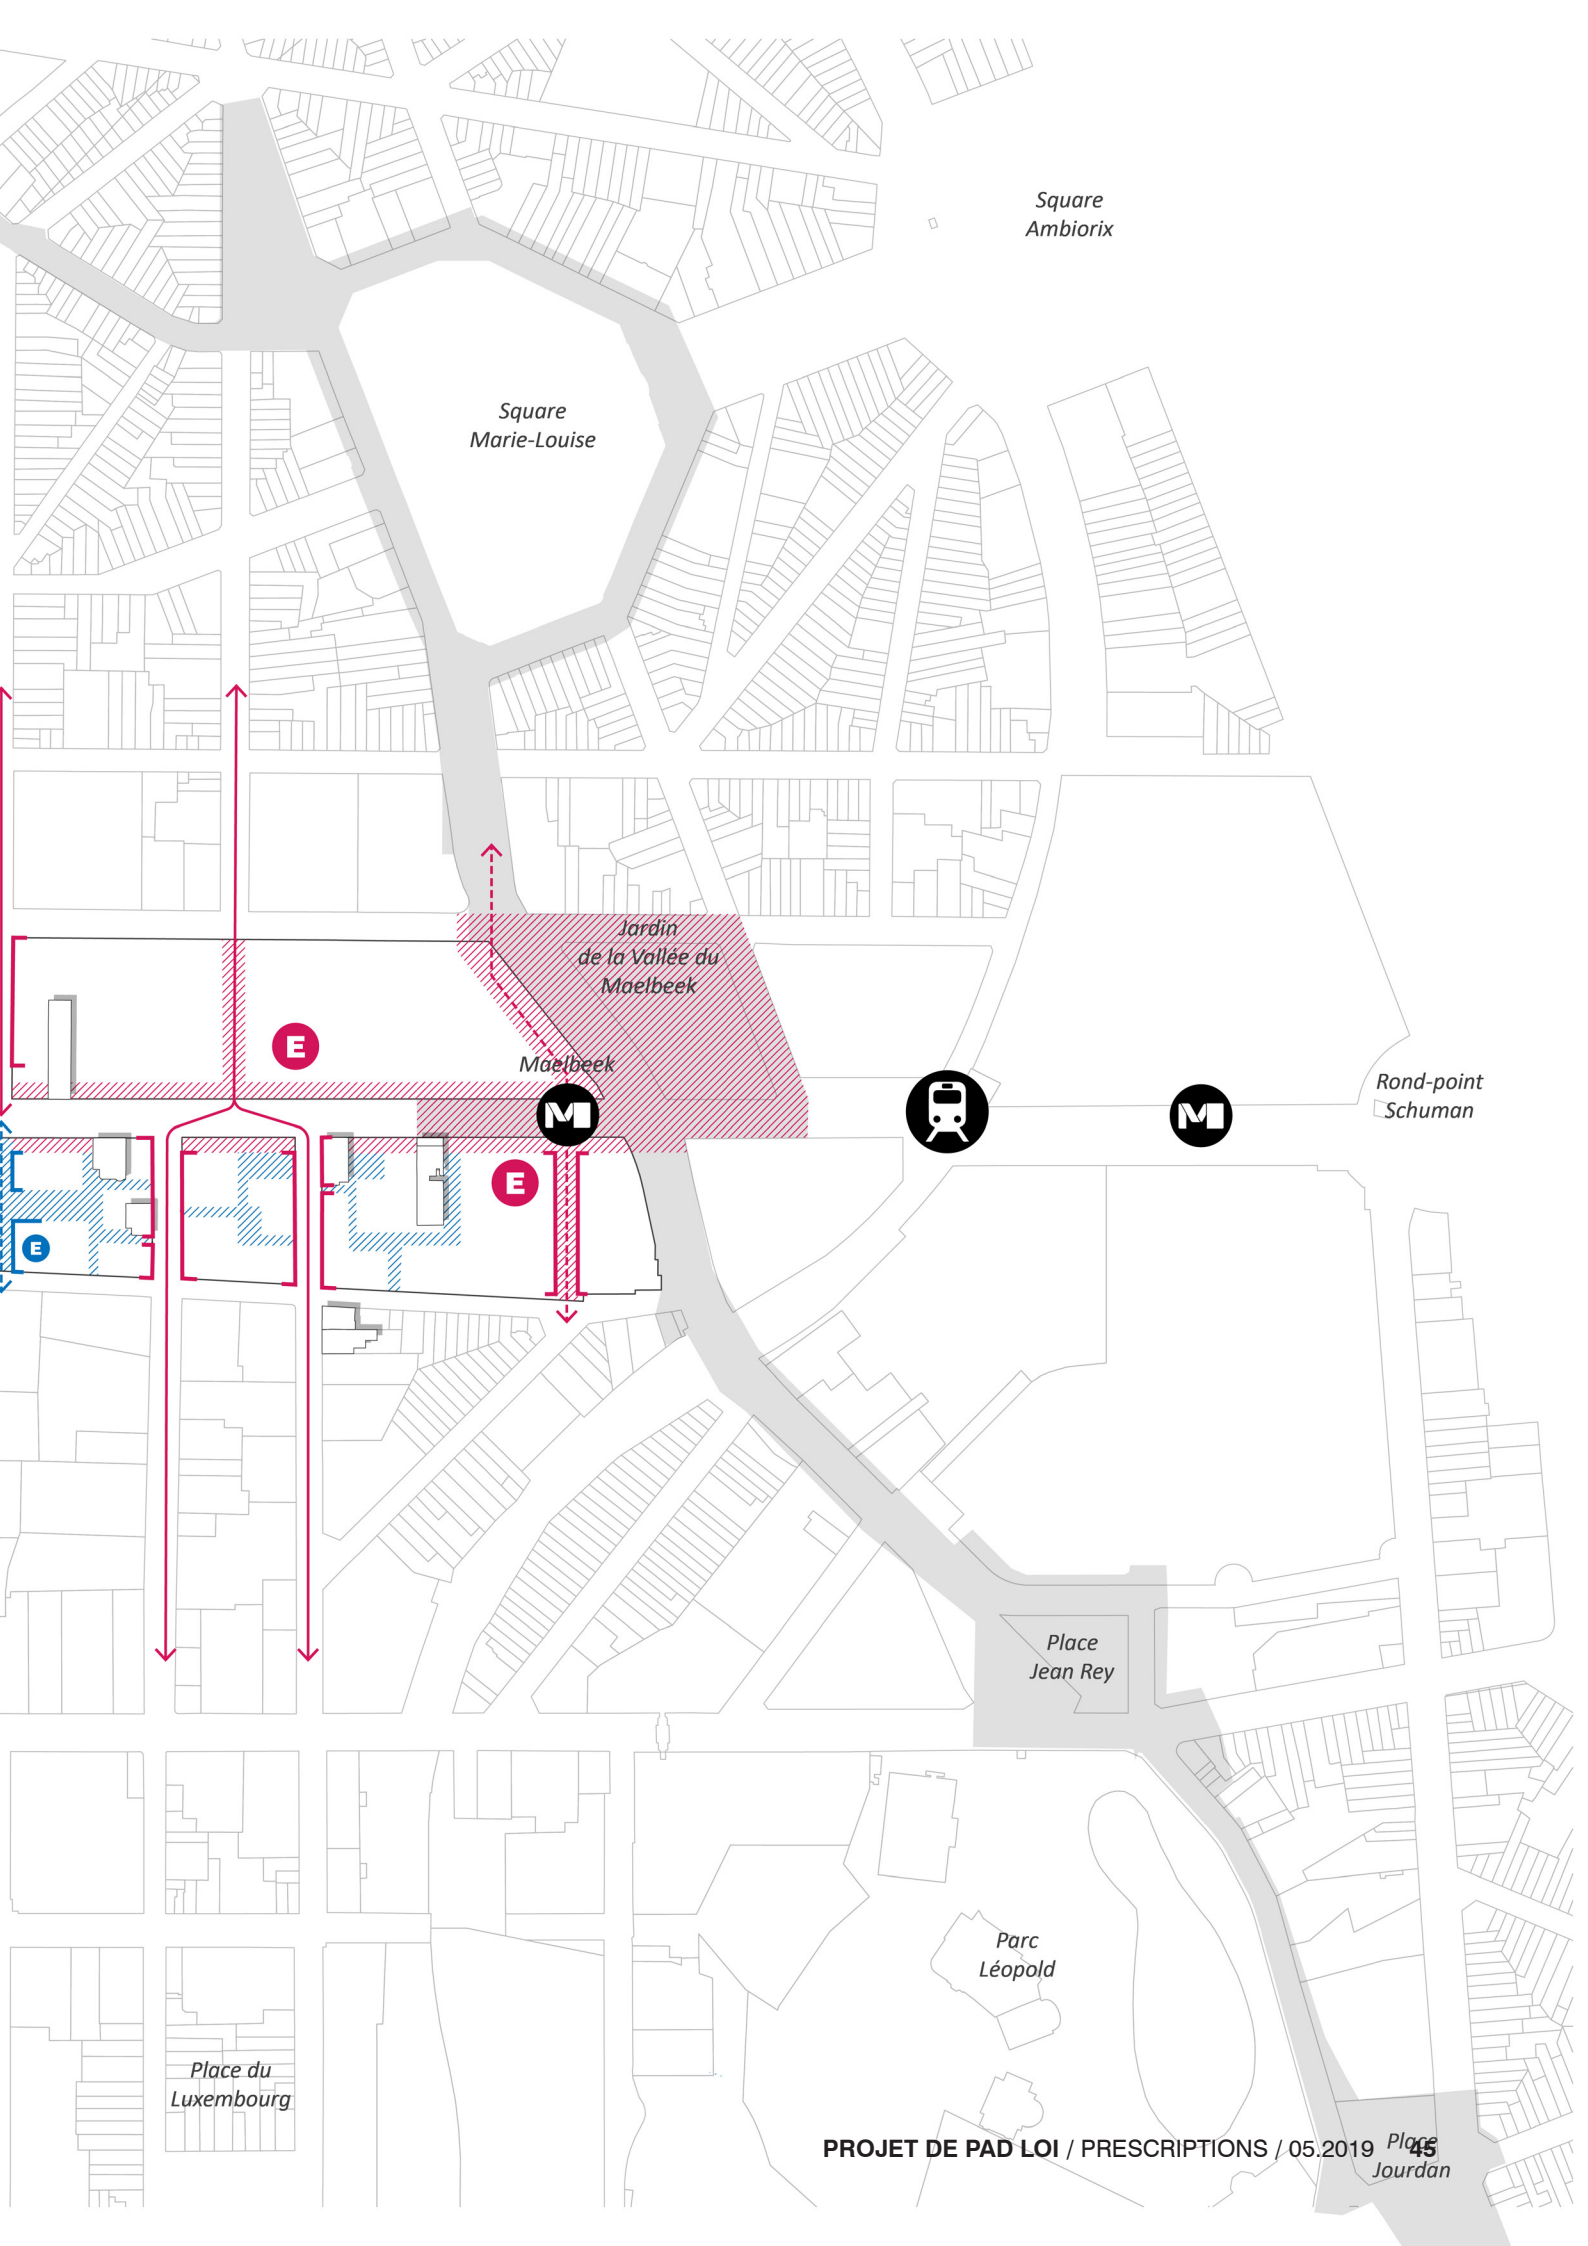 Square
Ambiorix
Square
Marie-Louise
Jardin
de la Vallée du
Maelbeek
E
Maelbeek
M
M
Rond-point
Schuman
E
E
Place
Jean Rey
Parc
Léopold
Place du
Luxembourg
PROJET DE PAD LOI / PRESCRIPTIONS / 05.2019 45
Place
Jourdan